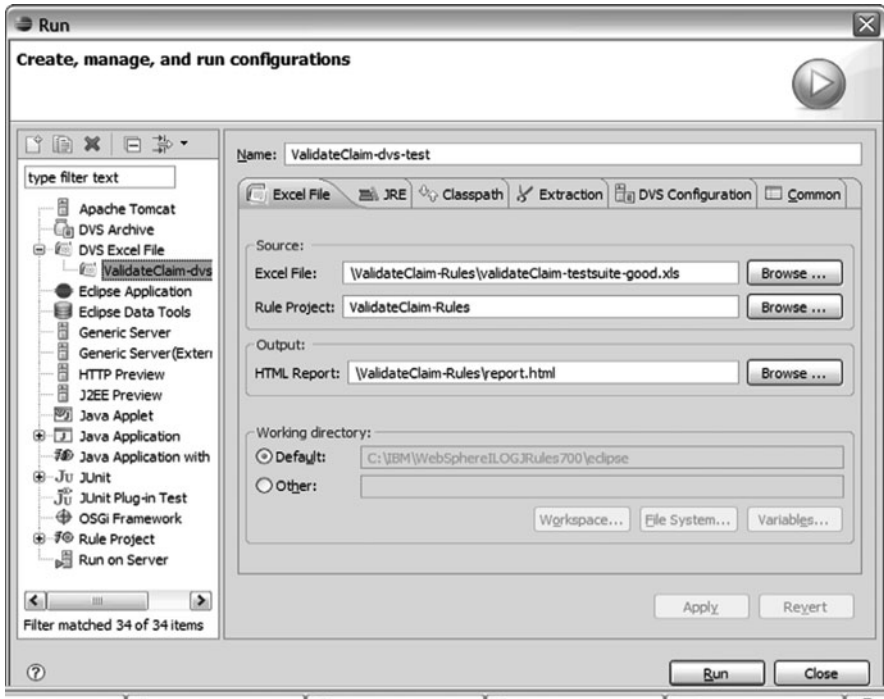 Run
Create, manage, and run configurations
type filter text
Apache Tomcat
DVS Archive
DVS Excel File
ValidateClaim-dvs
Eclipse Application
Eclipse Data Tools
Generic Server
Generic Server(Extern
HTTP Preview
J2EE Preview
Java Applet
Java Application
Java Application with
JUnit
JUnit Plug-in Test
OSGi Framework
Rule Project
Run on Server
Filter matched 34 of 34 items
Name: ValidateClaim-dvs-test
Excel File JRE Classpath Extraction DVS Configuration Common
Source:
Excel File: \ValidateClaim-Rules\validateClaim-testsuite-good.xls Browse ...
Rule Project: ValidateClaim-Rules Browse ...
Output:
HTML Report: \ValidateClaim-Rules\report.html Browse ...
Working directory:
Default: C:\IBM\WebSphereILOGJRules700\eclipse
Other:
Workspace... File System... Variables...
Apply Revert
Run Close